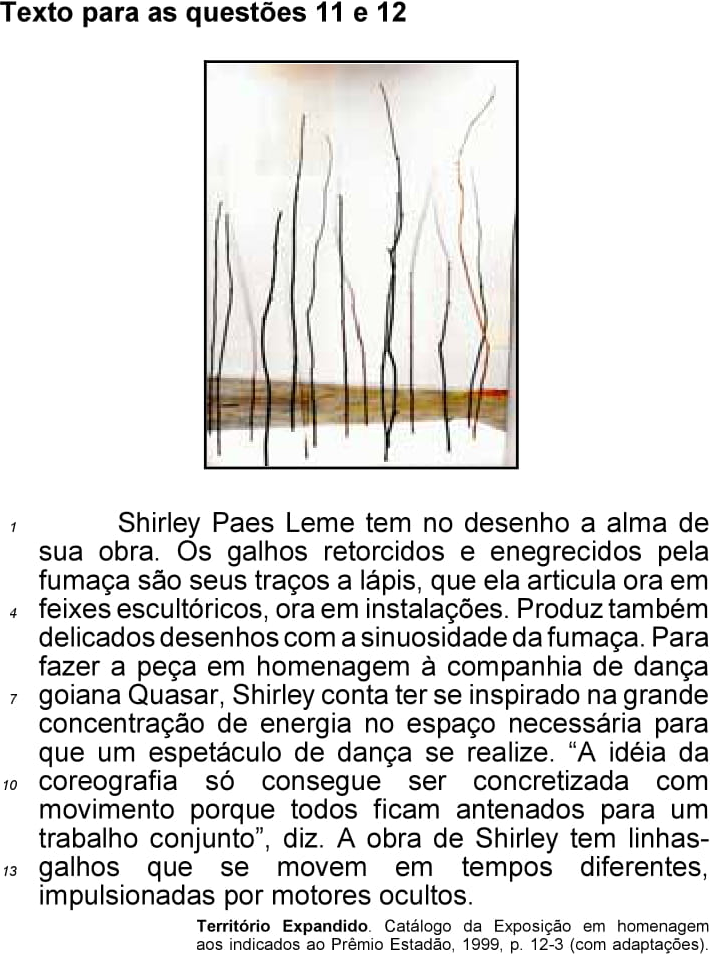 Texto para as questões 11 e 12
1 Shirley Paes Leme tem no desenho a alma de
sua obra. Os galhos retorcidos e enegrecidos pela
fumaça são seus traços a lápis, que ela articula ora em
4 feixes escultóricos, ora em instalações. Produz também
delicados desenhos com a sinuosidade da fumaça. Para
fazer a peça em homenagem à companhia de dança
7 goiana Quasar, Shirley conta ter se inspirado na grande
concentração de energia no espaço necessária para
que um espetáculo de dança se realize. “A idéia da
10 coreografia só consegue ser concretizada com
movimento porque todos ficam antenados para um
trabalho conjunto”, diz. A obra de Shirley tem linhas-
13 galhos que se movem em tempos diferentes,
impulsionadas por motores ocultos.
Território Expandido. Catálogo da Exposição em homenagem
aos indicados ao Prêmio Estadão, 1999, p. 12-3 (com adaptações).